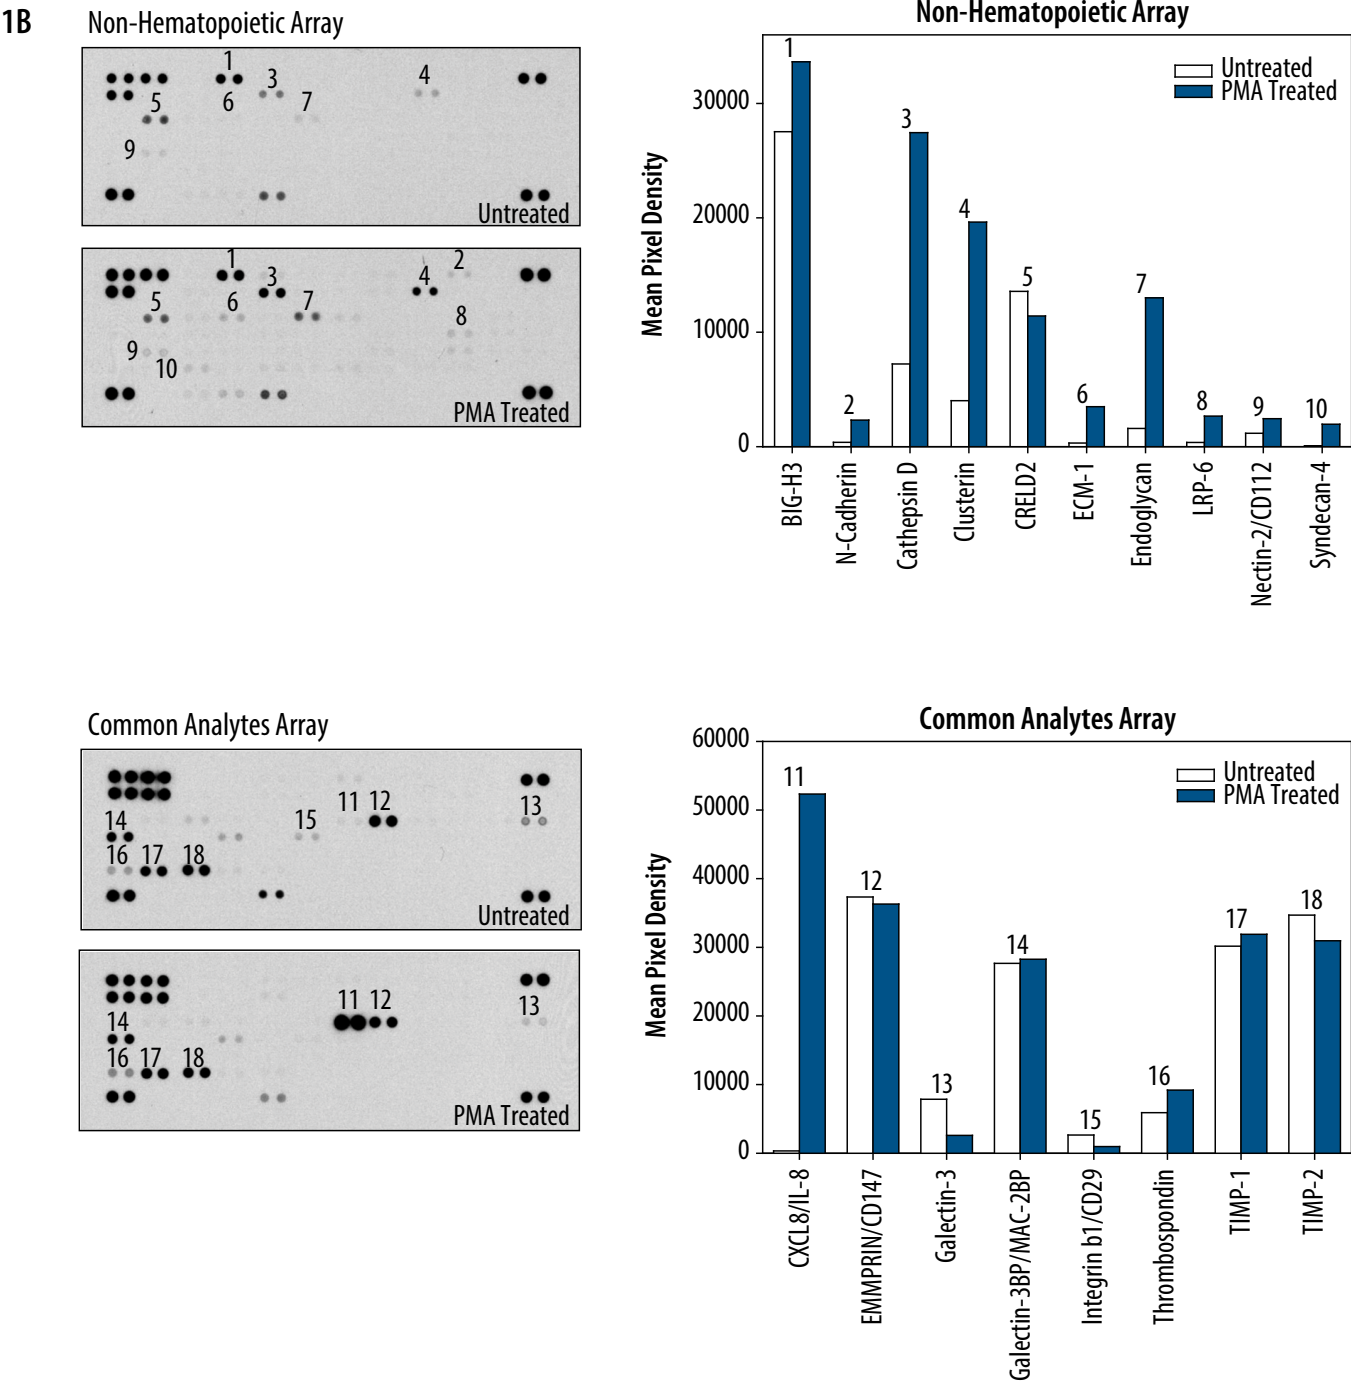 1B
Non-Hematopoietic Array
1
3
4
5
6
7
9
Untreated
1
2
3
4
5
6
7
8
9
10
PMA Treated
Non-Hematopoietic Array
Untreated
PMA Treated
Mean Pixel Density
30000
20000
10000
0
1
2
3
4
5
6
7
8
9
10
BIG-H3
N-Cadherin
Cathepsin D
Clusterin
CRELD2
ECM-1
Endoglycan
LRP-6
Nectin-2/CD112
Syndecan-4
Common Analytes Array
11 12
13
14
15
16 17 18
Untreated
11 12
13
14
16 17 18
PMA Treated
Common Analytes Array
Untreated
PMA Treated
Mean Pixel Density
60000
50000
40000
30000
20000
10000
0
11
12
13
14
15
16
17
18
CXCL8/IL-8
EMMPRIN/CD147
Galectin-3
Galectin-3BP/MAC-2BP
Integrin b1/CD29
Thrombospondin
TIMP-1
TIMP-2